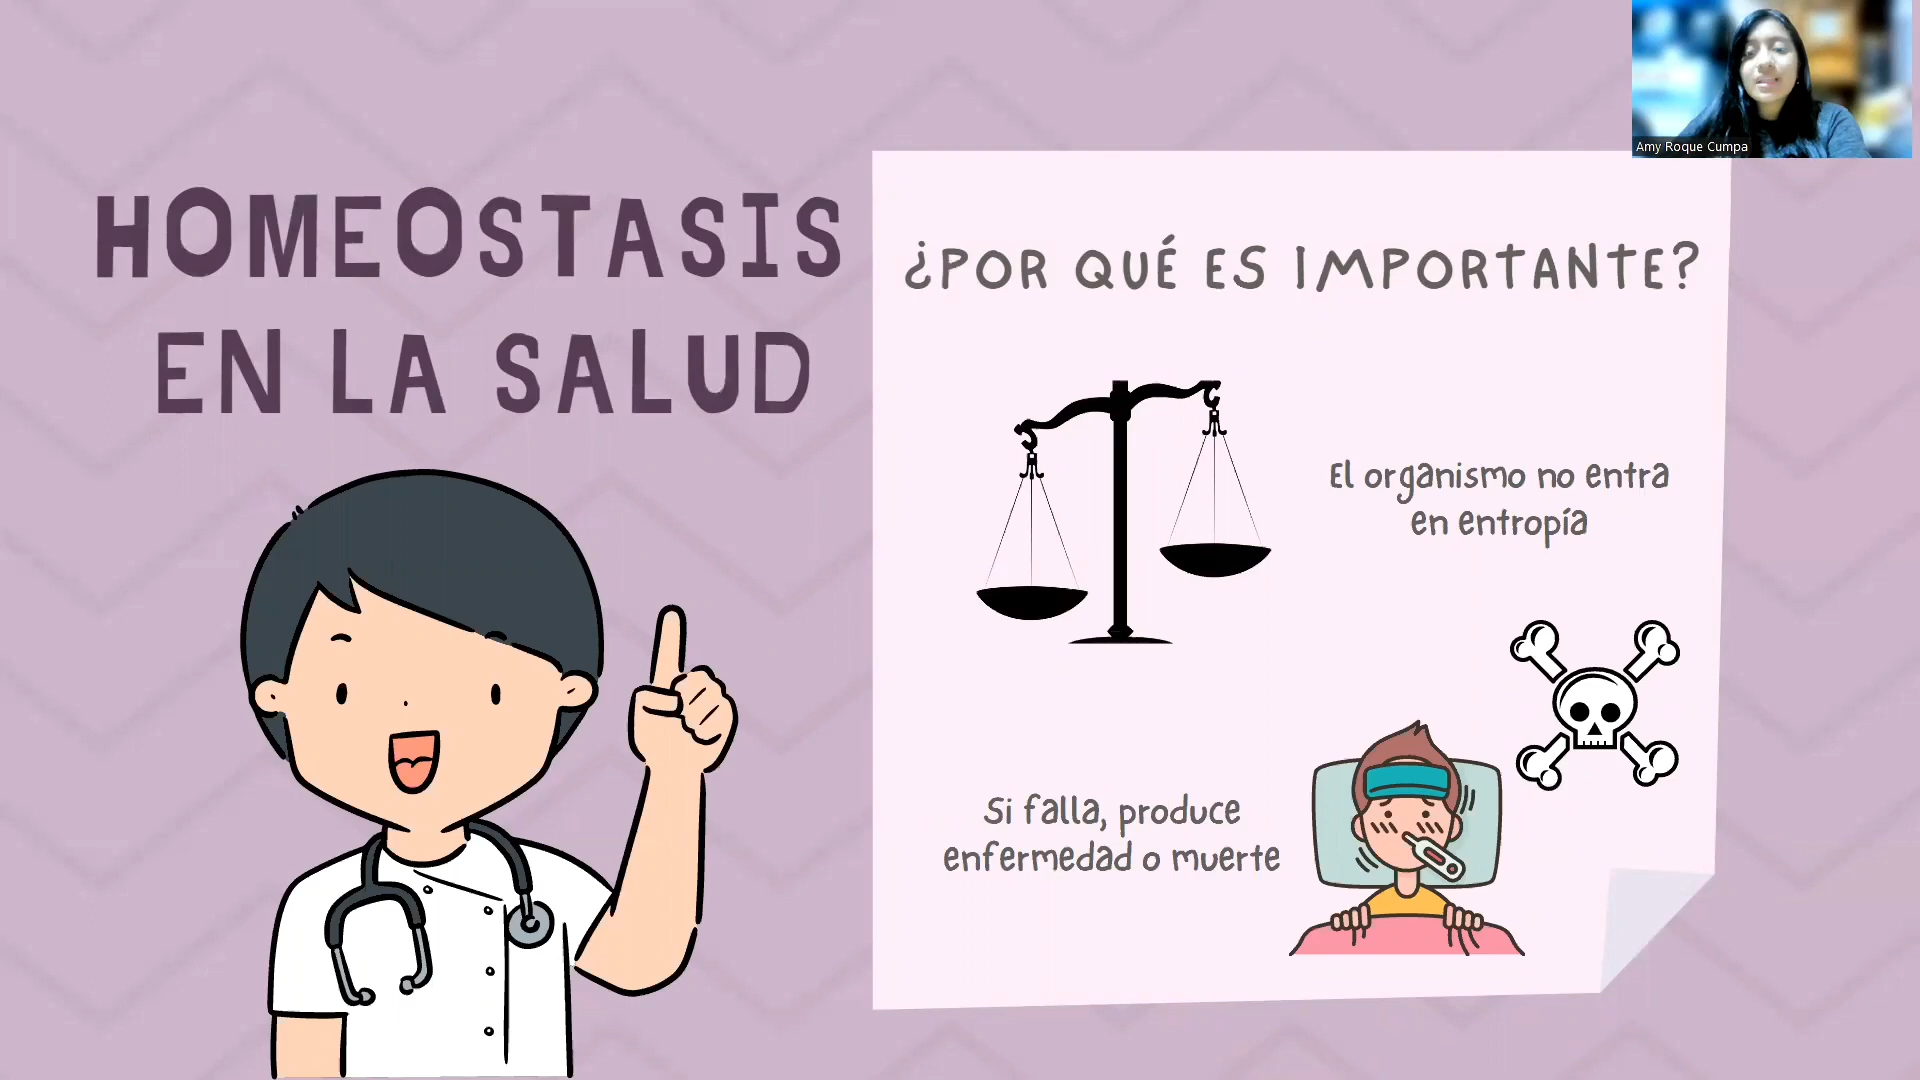 HOMEOSTASIS
EN LA SALUD
¿POR QUÉ ES IMPORTANTE?
El organismo no entra
en entropía
Si falla, produce
enfermedad o muerte
Amy Roque Cumpa